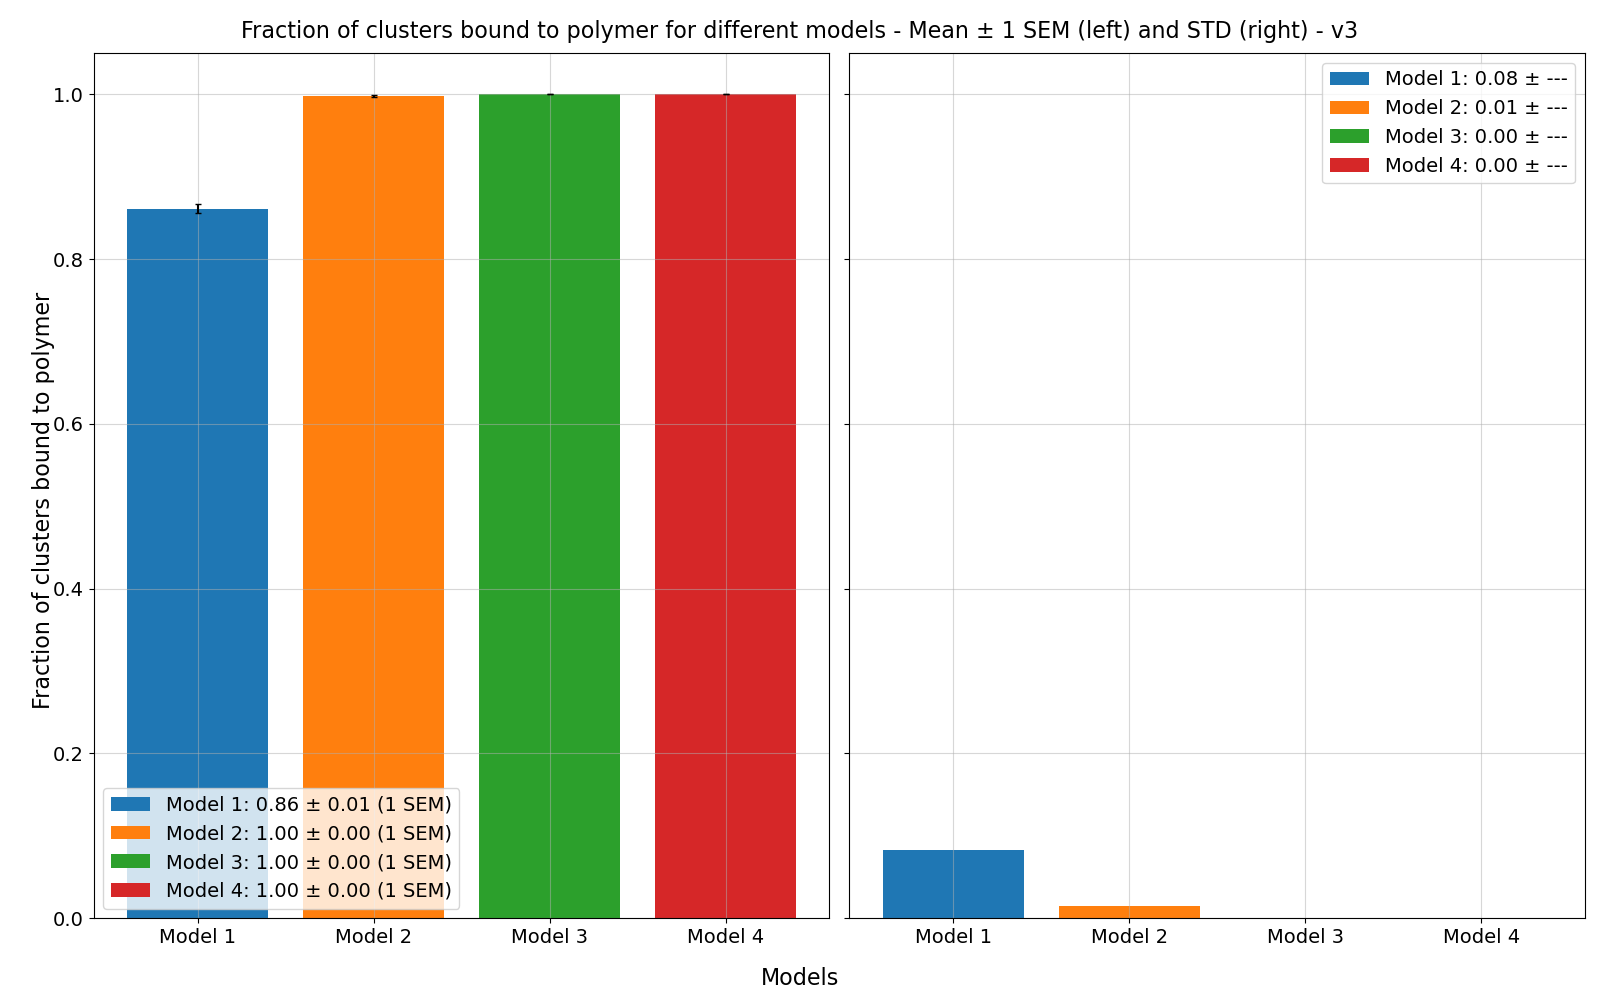 Fraction of clusters bound to polymer for different models - Mean ± 1 SEM (left) and STD (right) - v3
Fraction of clusters bound to polymer
1.0
0.8
0.6
0.4
0.2
0.0
Model 1: 0.86 ± 0.01 (1 SEM)
Model 2: 1.00 ± 0.00 (1 SEM)
Model 3: 1.00 ± 0.00 (1 SEM)
Model 4: 1.00 ± 0.00 (1 SEM)
Model 1 Model 2 Model 3 Model 4
Model 1: 0.08 ± ---
Model 2: 0.01 ± ---
Model 3: 0.00 ± ---
Model 4: 0.00 ± ---
Model 1 Model 2 Model 3 Model 4
Models